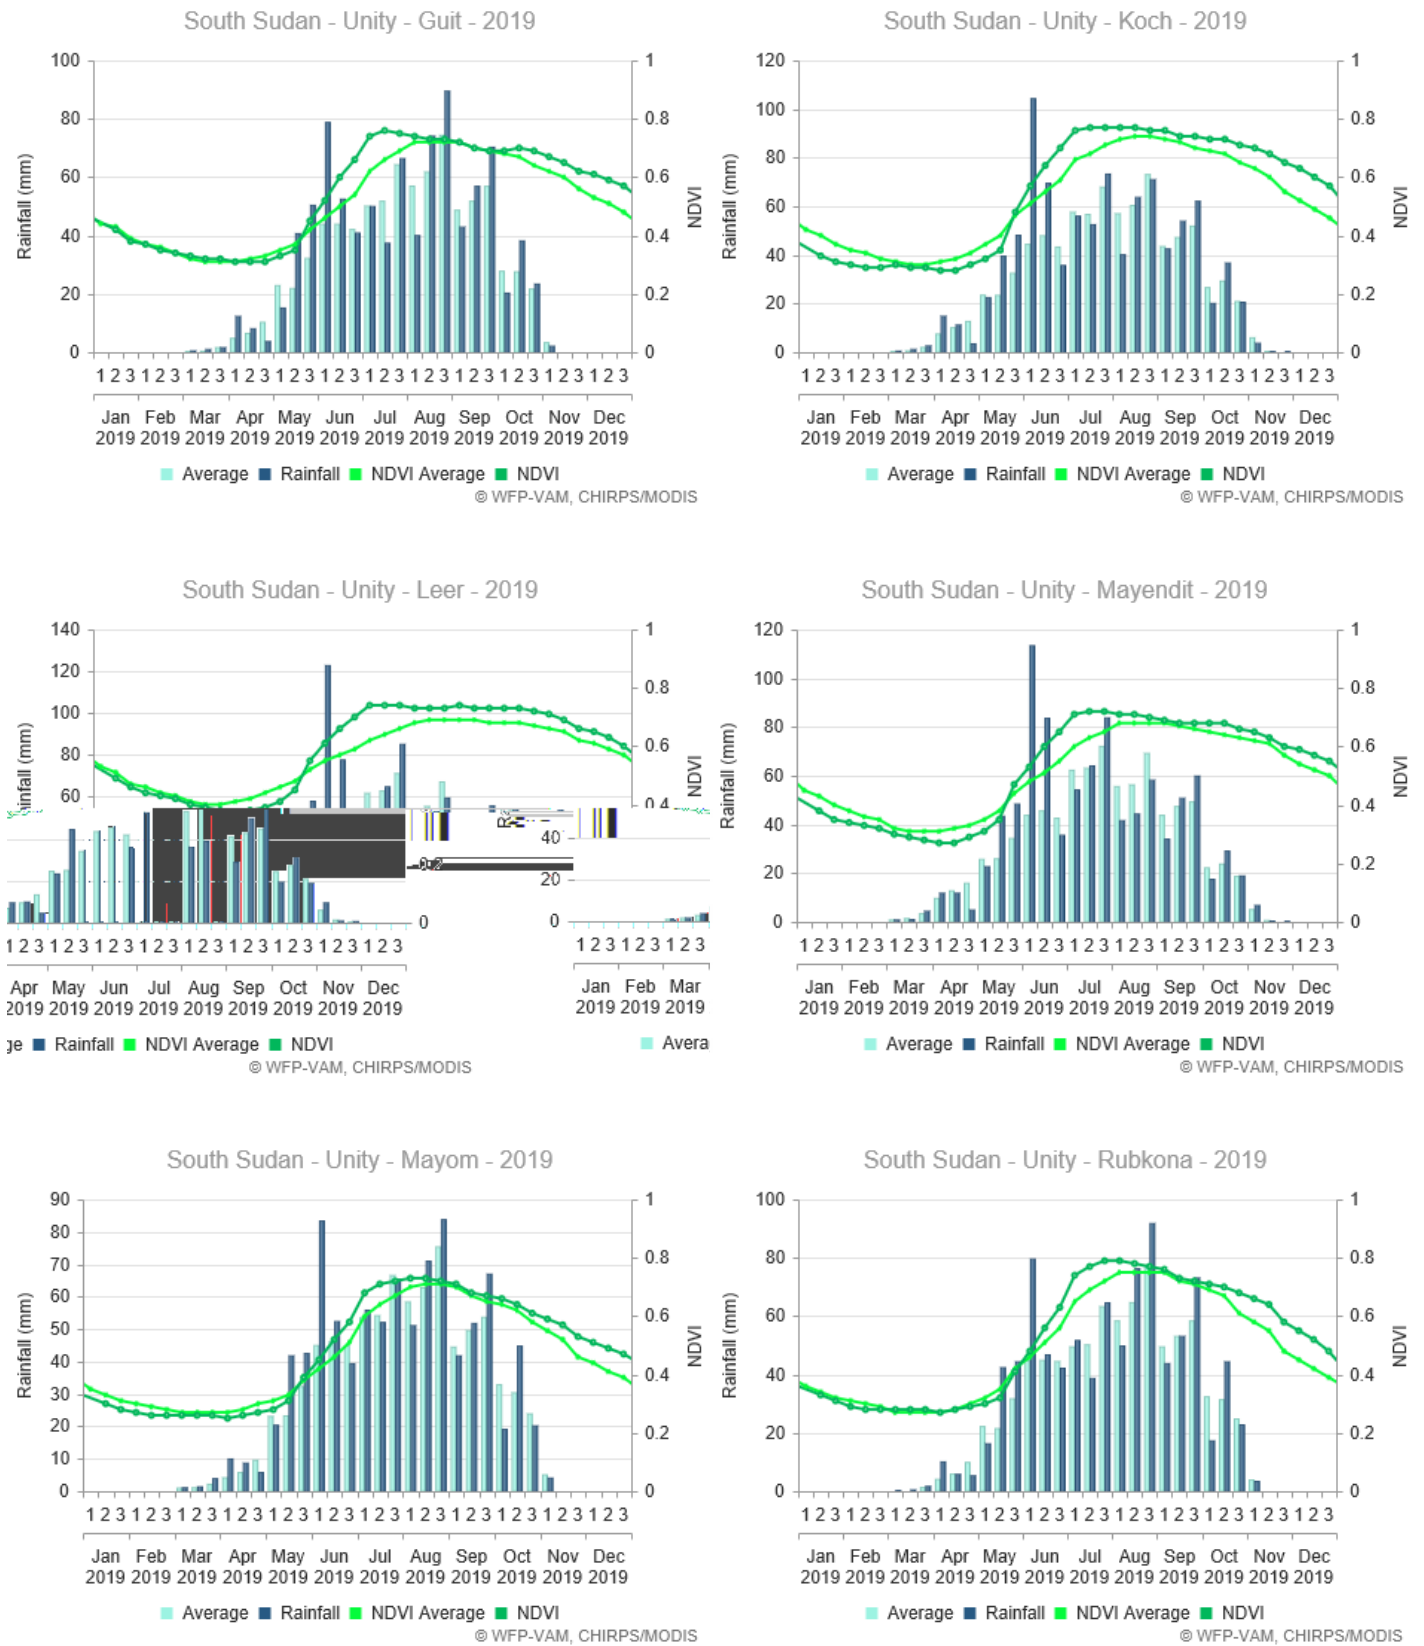 South Sudan - Unity - Guit - 2019
100
80
60
40
20
0
Rainfall (mm)
1
0.8
0.6
0.4
0.2
0
NDVI
1 2 3 1 2 3 1 2 3 1 2 3 1 2 3 1 2 3 1 2 3 1 2 3 1 2 3 1 2 3 1 2 3 1 2 3
Jan Feb Mar Apr May Jun Jul Aug Sep Oct Nov Dec
2019 2019 2019 2019 2019 2019 2019 2019 2019 2019 2019 2019
Average Rainfall NDVI Average NDVI
© WFP-VAM, CHIRPS/MODIS
South Sudan - Unity - Koch - 2019
120
100
80
60
40
20
0
Rainfall (mm)
1
0.8
0.6
0.4
0.2
0
NDVI
1 2 3 1 2 3 1 2 3 1 2 3 1 2 3 1 2 3 1 2 3 1 2 3 1 2 3 1 2 3 1 2 3 1 2 3
Jan Feb Mar Apr May Jun Jul Aug Sep Oct Nov Dec
2019 2019 2019 2019 2019 2019 2019 2019 2019 2019 2019 2019
Average Rainfall NDVI Average NDVI
© WFP-VAM, CHIRPS/MODIS
South Sudan - Unity - Leer - 2019
140
120
100
80
60
Rainfall (mm)
1
0.8
0.6
0.4
NDVI
0
40
20
0
1 2 3 1 2 3 1 2 3 1 2 3 1 2 3 1 2 3 1 2 3 1 2 3 1 2 3
Apr May Jun Jul Aug Sep Oct Nov Dec
2019 2019 2019 2019 2019 2019 2019 2019 2019
ge Rainfall NDVI Average NDVI
© WFP-VAM, CHIRPS/MODIS
1 2 3 1 2 3 1 2 3
Jan Feb Mar
2019 2019 2019
Avera
South Sudan - Unity - Mayendit - 2019
120
100
80
60
40
20
0
Rainfall (mm)
1
0.8
0.6
0.4
0.2
0
NDVI
1 2 3 1 2 3 1 2 3 1 2 3 1 2 3 1 2 3 1 2 3 1 2 3 1 2 3 1 2 3 1 2 3 1 2 3
Jan Feb Mar Apr May Jun Jul Aug Sep Oct Nov Dec
2019 2019 2019 2019 2019 2019 2019 2019 2019 2019 2019 2019
Average Rainfall NDVI Average NDVI
© WFP-VAM, CHIRPS/MODIS
South Sudan - Unity - Mayom - 2019
90
80
70
60
50
40
30
20
10
0
Rainfall (mm)
1
0.8
0.6
0.4
0.2
0
NDVI
1 2 3 1 2 3 1 2 3 1 2 3 1 2 3 1 2 3 1 2 3 1 2 3 1 2 3 1 2 3 1 2 3 1 2 3
Jan Feb Mar Apr May Jun Jul Aug Sep Oct Nov Dec
2019 2019 2019 2019 2019 2019 2019 2019 2019 2019 2019 2019
Average Rainfall NDVI Average NDVI
© WFP-VAM, CHIRPS/MODIS
South Sudan - Unity - Rubkona - 2019
100
80
60
40
20
0
Rainfall (mm)
1
0.8
0.6
0.4
0.2
0
NDVI
1 2 3 1 2 3 1 2 3 1 2 3 1 2 3 1 2 3 1 2 3 1 2 3 1 2 3 1 2 3 1 2 3 1 2 3
Jan Feb Mar Apr May Jun Jul Aug Sep Oct Nov Dec
2019 2019 2019 2019 2019 2019 2019 2019 2019 2019 2019 2019
Average Rainfall NDVI Average NDVI
© WFP-VAM, CHIRPS/MODIS